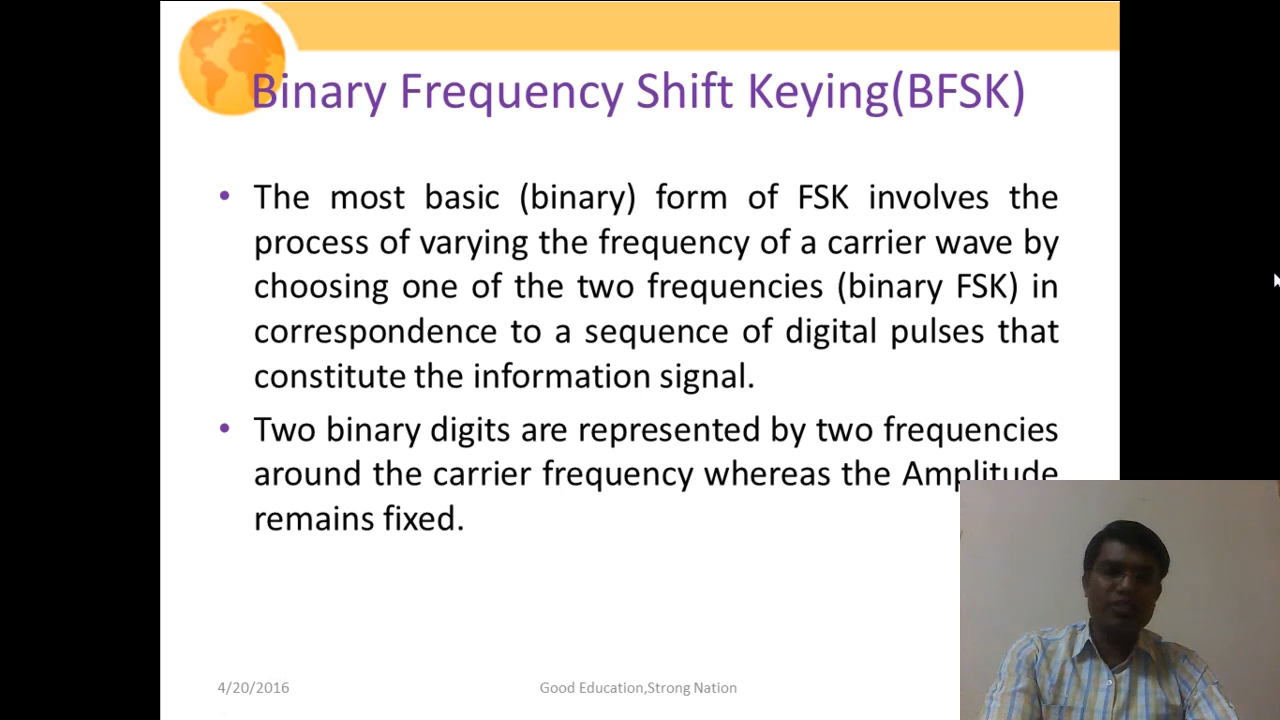 Binary Frequency Shift Keying(BFSK)
• The most basic (binary) form of FSK involves the
process of varying the frequency of a carrier wave by
choosing one of the two frequencies (binary FSK) in
correspondence to a sequence of digital pulses that
constitute the information signal.
• Two binary digits are represented by two frequencies
around the carrier frequency whereas the Amplitude
remains fixed.
4/20/2016
Good Education,Strong Nation